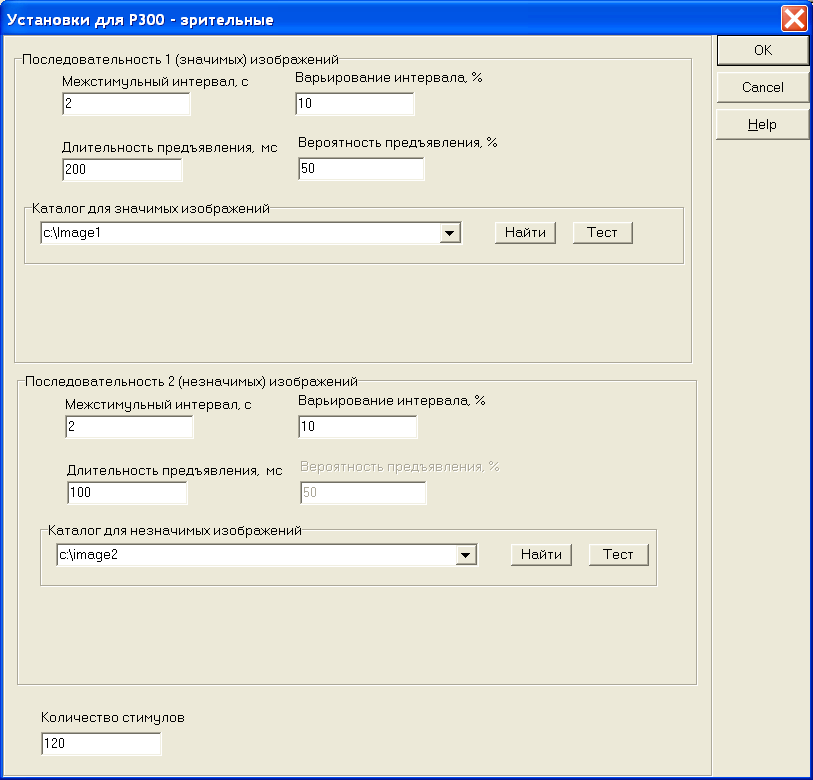 Установки для P300 - зрительные
OK
Cancel
Help
Последовательность 1 (значимых) изображений
Межстимульный интервал, с
Варьирование интервала, %
2
10
Длительность предъявления, мс
Вероятность предъявления, %
200
50
Каталог для значимых изображений
c:\Image1
Найти
Тест
Последовательность 2 (незначимых) изображений
Межстимульный интервал, с
Варьирование интервала, %
2
10
Длительность предъявления, мс
Вероятность предъявления, %
100
50
Каталог для незначимых изображений
c:\image2
Найти
Тест
Количество стимулов
120